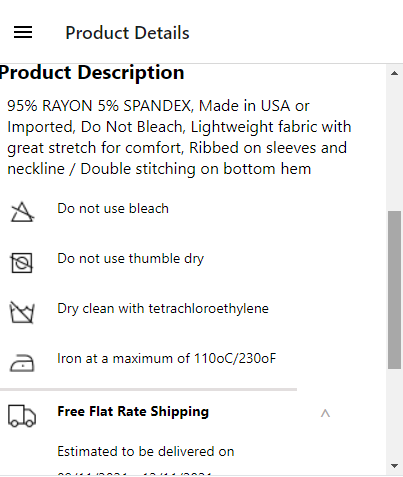 Product Details
Product Description
95% RAYON 5% SPANDEX, Made in USA or
Imported, Do Not Bleach, Lightweight fabric with
great stretch for comfort, Ribbed on sleeves and
neckline / Double stitching on bottom hem
Do not use bleach
Do not use thumble dry
Dry clean with tetrachloroethylene
Iron at a maximum of 110oC/230oF
Free Flat Rate Shipping
Estimated to be delivered on